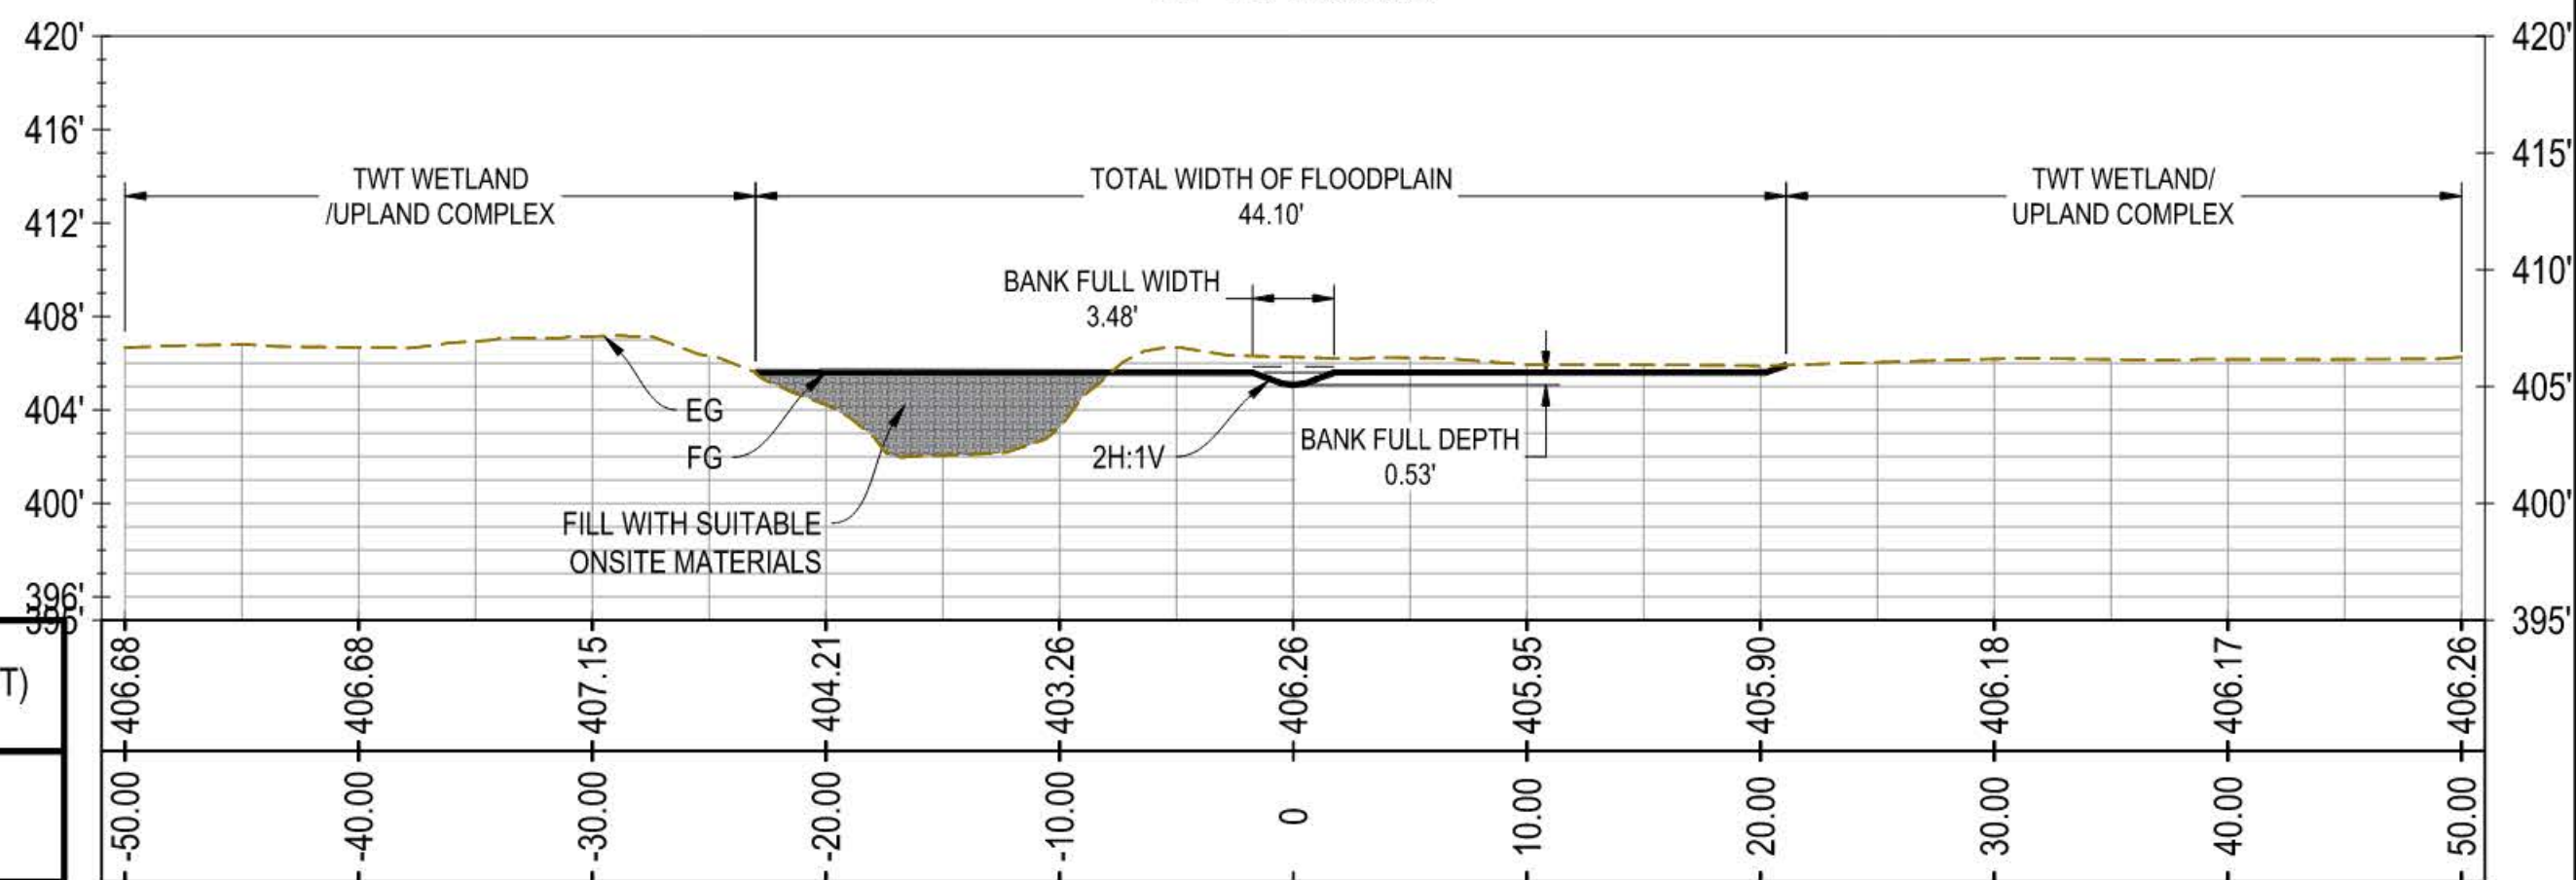 420'
420'
416'
415'
TWT WETLAND
/UPLAND COMPLEX
TOTAL WIDTH OF FLOODPLAIN
44.10'
TWT WETLAND/
UPLAND COMPLEX
412'
410'
BANK FULL WIDTH
3.48'
408'
405'
404'
EG
FG
2H:1V
BANK FULL DEPTH
0.53'
400'
400'
FILL WITH SUITABLE
ONSITE MATERIALS
396'
395'
395'
T)
406.68 406.68 407.15 404.21 403.26 406.26 405.95 405.90 406.18 406.17 406.26
-50.00 -40.00 -30.00 -20.00 -10.00 0 10.00 20.00 30.00 40.00 50.00